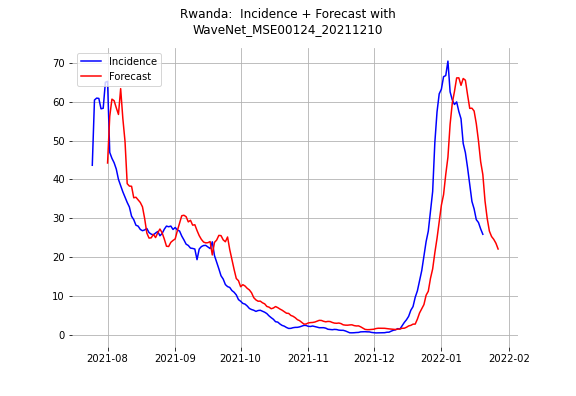 Rwanda:  Incidence + Forecast with
WaveNet_MSE00124_20211210
Incidence
Forecast
70
60
50
40
30
20
10
0
2021-08 2021-09 2021-10 2021-11 2021-12 2022-01 2022-02